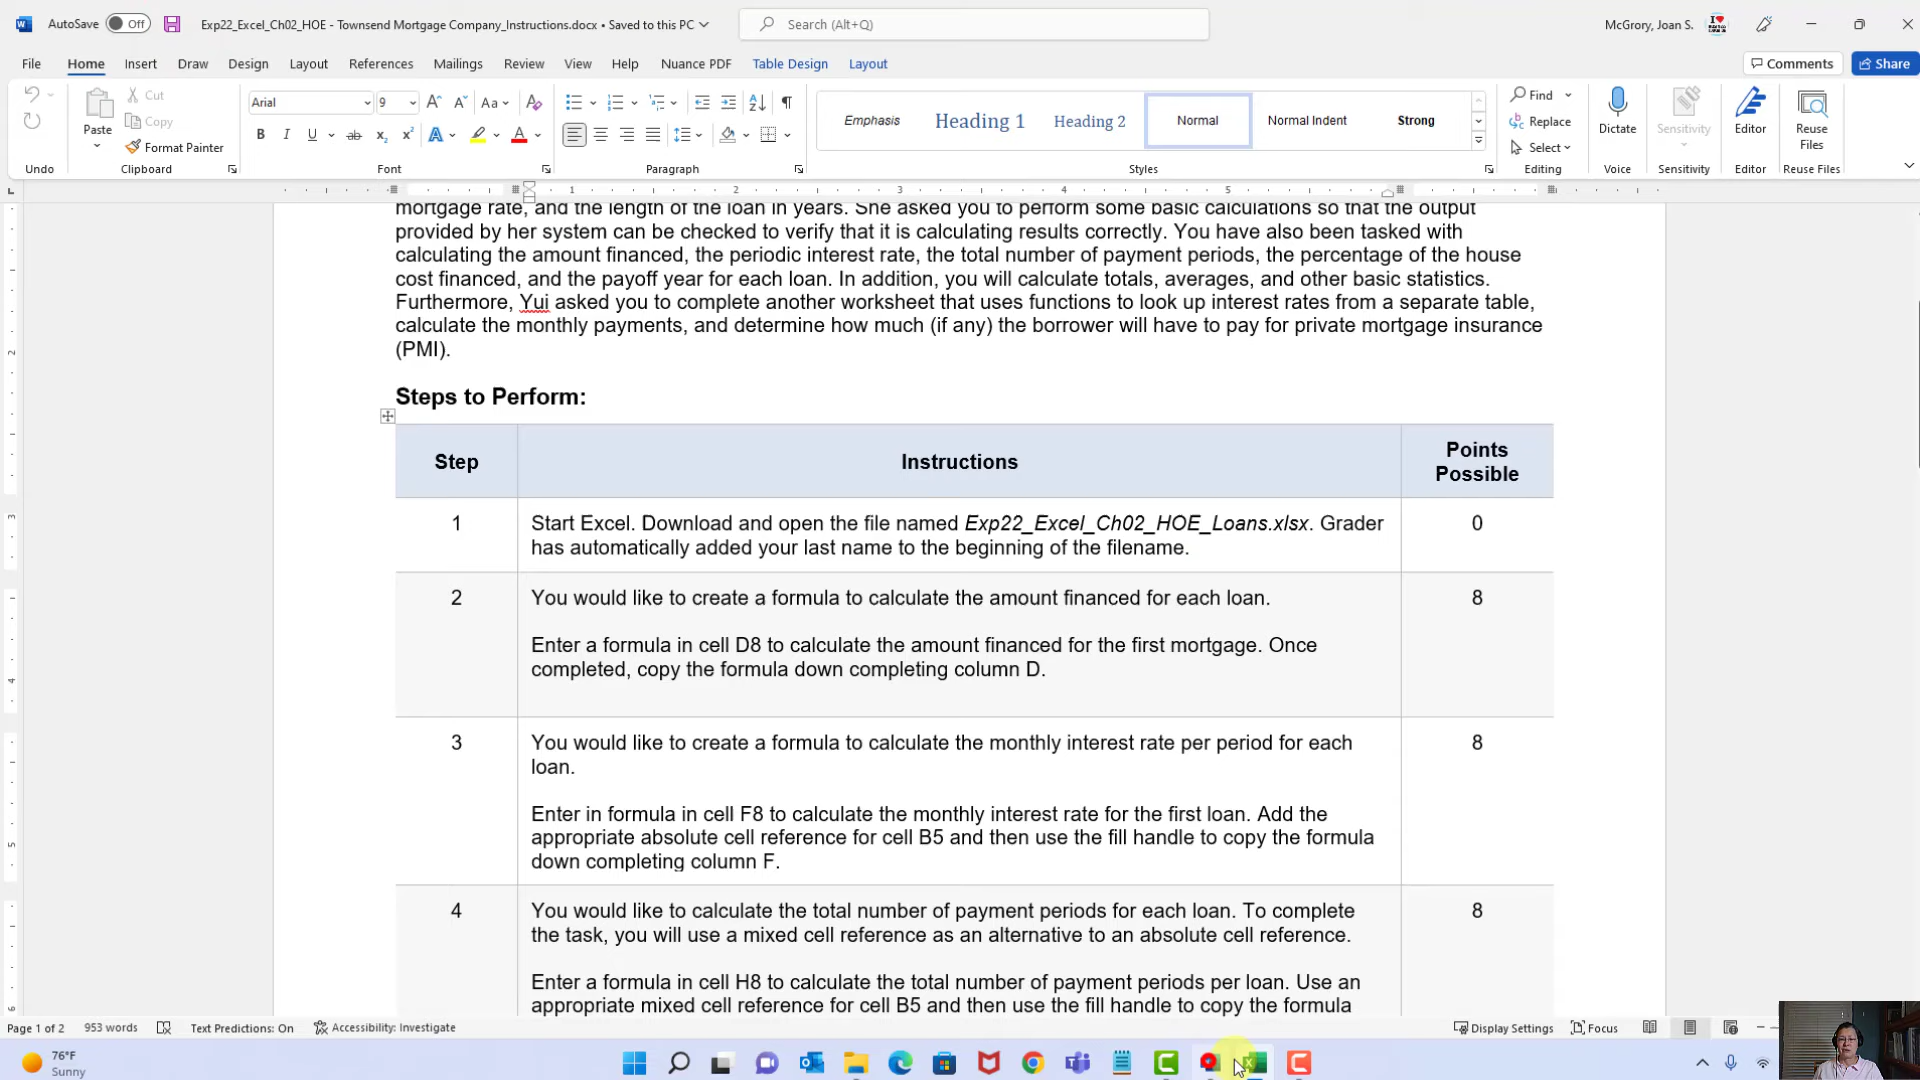 AutoSave Off Exp22_Excel_Ch02_HOE - Townsend Mortgage Company_Instructions.docx • Saved to this PC Search (Alt+Q) McGrory, Joan S.
File Home Insert Draw Design Layout References Mailings Review View Help Nuance PDF Table Design Layout Comments Share
Paste Cut Copy Format Painter
Arial 9 Aa
B I U ab x₂ x² A A
Emphasis Heading 1 Heading 2 Normal Normal Indent Strong
Find Replace Select Dictate Sensitivity Editor Reuse Files
Undo Clipboard Font Paragraph Styles Editing Voice Sensitivity Editor Reuse Files
1 2 3 4 5
mortgage rate, and the length of the loan in years. She asked you to perform some basic calculations so that the output
provided by her system can be checked to verify that it is calculating results correctly. You have also been tasked with
calculating the amount financed, the periodic interest rate, the total number of payment periods, the percentage of the house
cost financed, and the payoff year for each loan. In addition, you will calculate totals, averages, and other basic statistics.
Furthermore, Yui asked you to complete another worksheet that uses functions to look up interest rates from a separate table,
calculate the monthly payments, and determine how much (if any) the borrower will have to pay for private mortgage insurance
(PMI).
Steps to Perform:
Step Instructions Points Possible
1 Start Excel. Download and open the file named Exp22_Excel_Ch02_HOE_Loans.xlsx. Grader 0
has automatically added your last name to the beginning of the filename.
2 You would like to create a formula to calculate the amount financed for each loan. 8
Enter a formula in cell D8 to calculate the amount financed for the first mortgage. Once
completed, copy the formula down completing column D.
3 You would like to create a formula to calculate the monthly interest rate per period for each 8
loan.
Enter in formula in cell F8 to calculate the monthly interest rate for the first loan. Add the
appropriate absolute cell reference for cell B5 and then use the fill handle to copy the formula
down completing column F.
4 You would like to calculate the total number of payment periods for each loan. To complete 8
the task, you will use a mixed cell reference as an alternative to an absolute cell reference.
Enter a formula in cell H8 to calculate the total number of payment periods per loan. Use an
appropriate mixed cell reference for cell B5 and then use the fill handle to copy the formula
Page 1 of 2 953 words Text Predictions: On Accessibility: Investigate Display Settings Focus
76°F
Sunny